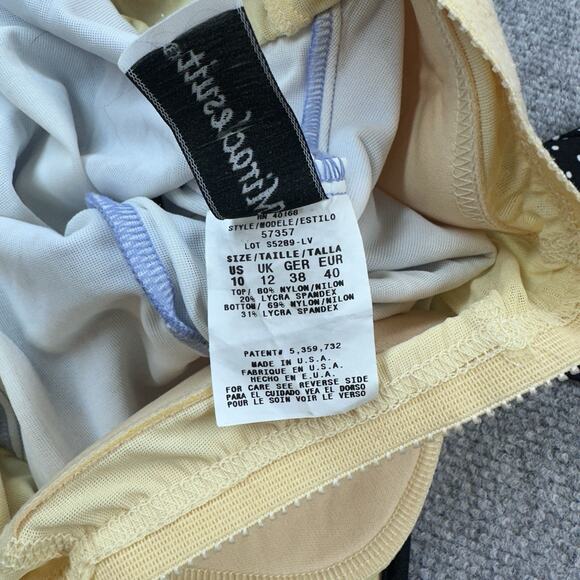 Miraclesuit®
RN 40168
STYLE/MODELE/ESTILO
57357
LOT S5289-LV
SIZE/TAILLE/TALLA
US UK GER EUR
10 12 38 40
TOP/ 80% NYLON/NILON
20% LYCRA SPANDEX
BOTTOM/ 69% NYLON/NILON
31% LYCRA SPANDEX
PATENT# 5,359,732
MADE IN U.S.A.
FABRIQUE EN U.S.A.
HECHO EN E.U.A.
FOR CARE SEE REVERSE SIDE
PARA EL CUIDADO VEA EL DORSO
POUR LE SOIN VOIR LE VERSO